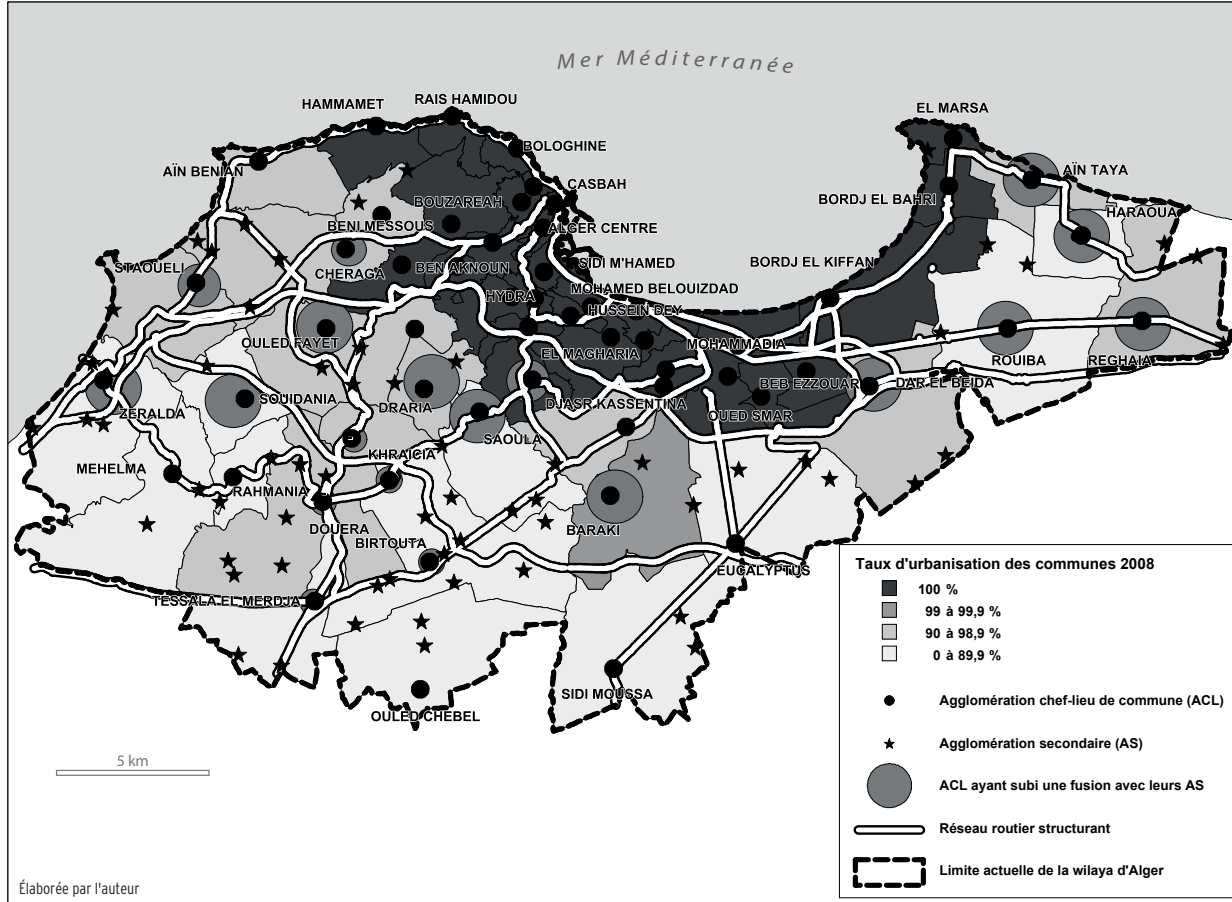 Mer Méditerranée
HAMMAMET
RAIS HAMIDOU
EL MARSA
BOLOGHINE
AÏN BENIAN
AÏN TAYA
CASBAH
BORDJ EL BAHRI
BOUZAREAH
HARAOUA
BENI MESSOUS
ALGER CENTRE
STAOUELI
CHERAGA
BEN AKNOUN
SIDI M'HAMED
BORDJ EL KIFFAN
MOHAMED BELOUIZDAD
HYDRA
HUSSEIN DEY
OULED FAYET
EL MAGHARIA
MOHAMMADIA
ROUIBA
REGHAIA
BEB EZZOUAR
DAR EL BEIDA
ZERALDA
SOUIDANIA
DRARIA
DJASR KASSENTINA
OUED SMAR
SAOULA
KHRAICIA
MEHELMA
RAHMANIA
DOUERA
BARAKI
BIRTOUTA
EUCALYPTUS
TESSALA EL MERDJA
SIDI MOUSSA
OULED CHEBEL
5 km
Taux d'urbanisation des communes 2008
100 %
99 à 99,9 %
90 à 98,9 %
0 à 89,9 %
Agglomération chef-lieu de commune (ACL)
Agglomération secondaire (AS)
ACL ayant subi une fusion avec leurs AS
Réseau routier structurant
Limite actuelle de la wilaya d'Alger
Élaborée par l'auteur